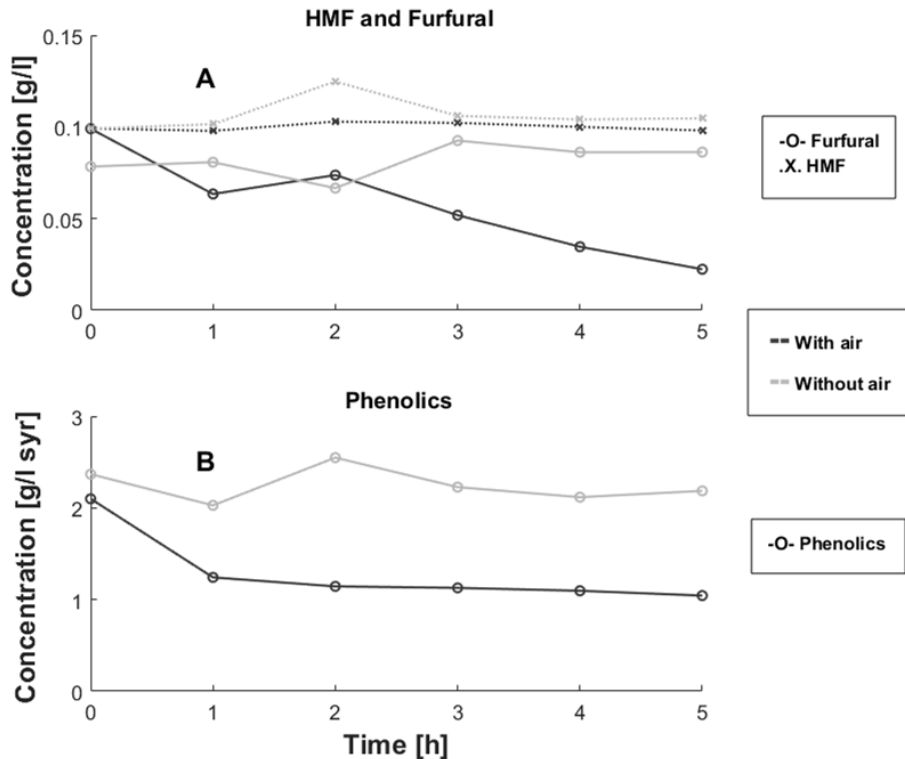 HMF and Furfural
A
Concentration [g/l]
0.15
0.1
0.05
0
0 1 2 3 4 5
-O- Furfural
.X. HMF
With air
Without air
Phenolics
B
Concentration [g/l syr]
3
2
1
0
0 1 2 3 4 5
Time [h]
-O- Phenolics